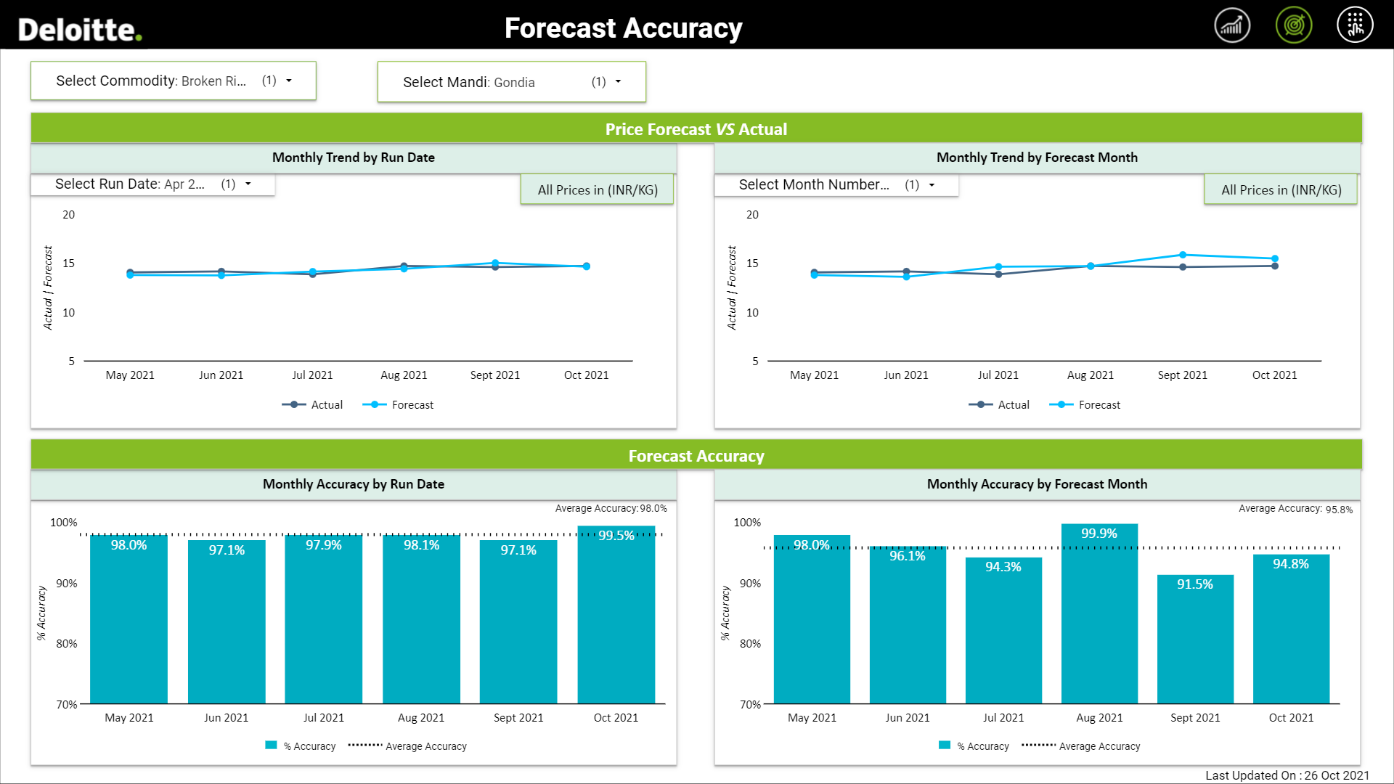 Deloitte.
Forecast Accuracy
Select Commodity: Broken Ri... (1)
Select Mandi: Gondia (1)
Price Forecast VS Actual
Monthly Trend by Run Date
Select Run Date: Apr 2... (1)
All Prices in (INR/KG)
20
15
10
5
Actual | Forecast
May 2021 Jun 2021 Jul 2021 Aug 2021 Sept 2021 Oct 2021
Actual Forecast
Monthly Trend by Forecast Month
Select Month Number... (1)
All Prices in (INR/KG)
20
15
10
5
Actual | Forecast
May 2021 Jun 2021 Jul 2021 Aug 2021 Sept 2021 Oct 2021
Actual Forecast
Forecast Accuracy
Monthly Accuracy by Run Date
Average Accuracy: 98.0%
100%
90%
80%
70%
% Accuracy
98.0% 97.1% 97.9% 98.1% 97.1% 99.5%
May 2021 Jun 2021 Jul 2021 Aug 2021 Sept 2021 Oct 2021
% Accuracy Average Accuracy
Monthly Accuracy by Forecast Month
Average Accuracy: 95.8%
100%
90%
80%
70%
% Accuracy
98.0% 96.1% 94.3% 99.9% 91.5% 94.8%
May 2021 Jun 2021 Jul 2021 Aug 2021 Sept 2021 Oct 2021
% Accuracy Average Accuracy
Last Updated On : 26 Oct 2021